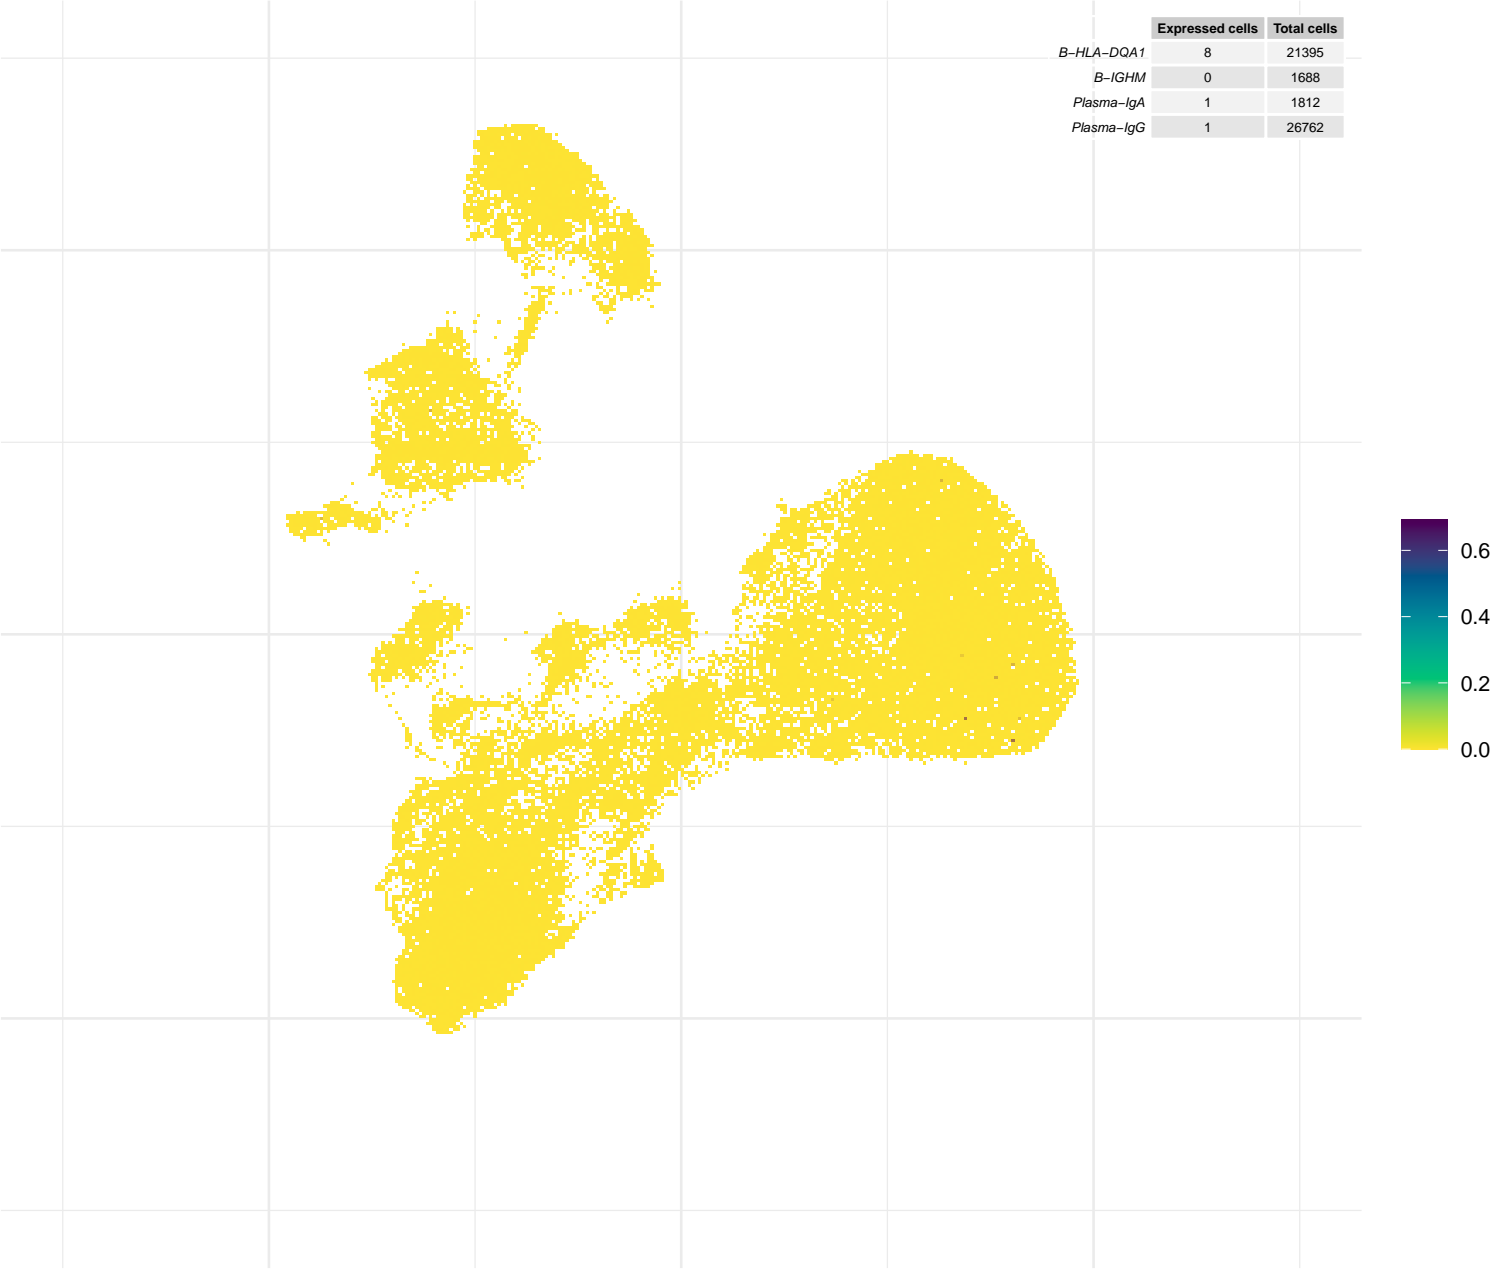 Expressed cells Total cells
B−HLA−DQA1 8 21395
B−IGHM 0 1688
Plasma−IgA 1 1812
Plasma−IgG 1 26762
0.6
0.4
0.2
0.0